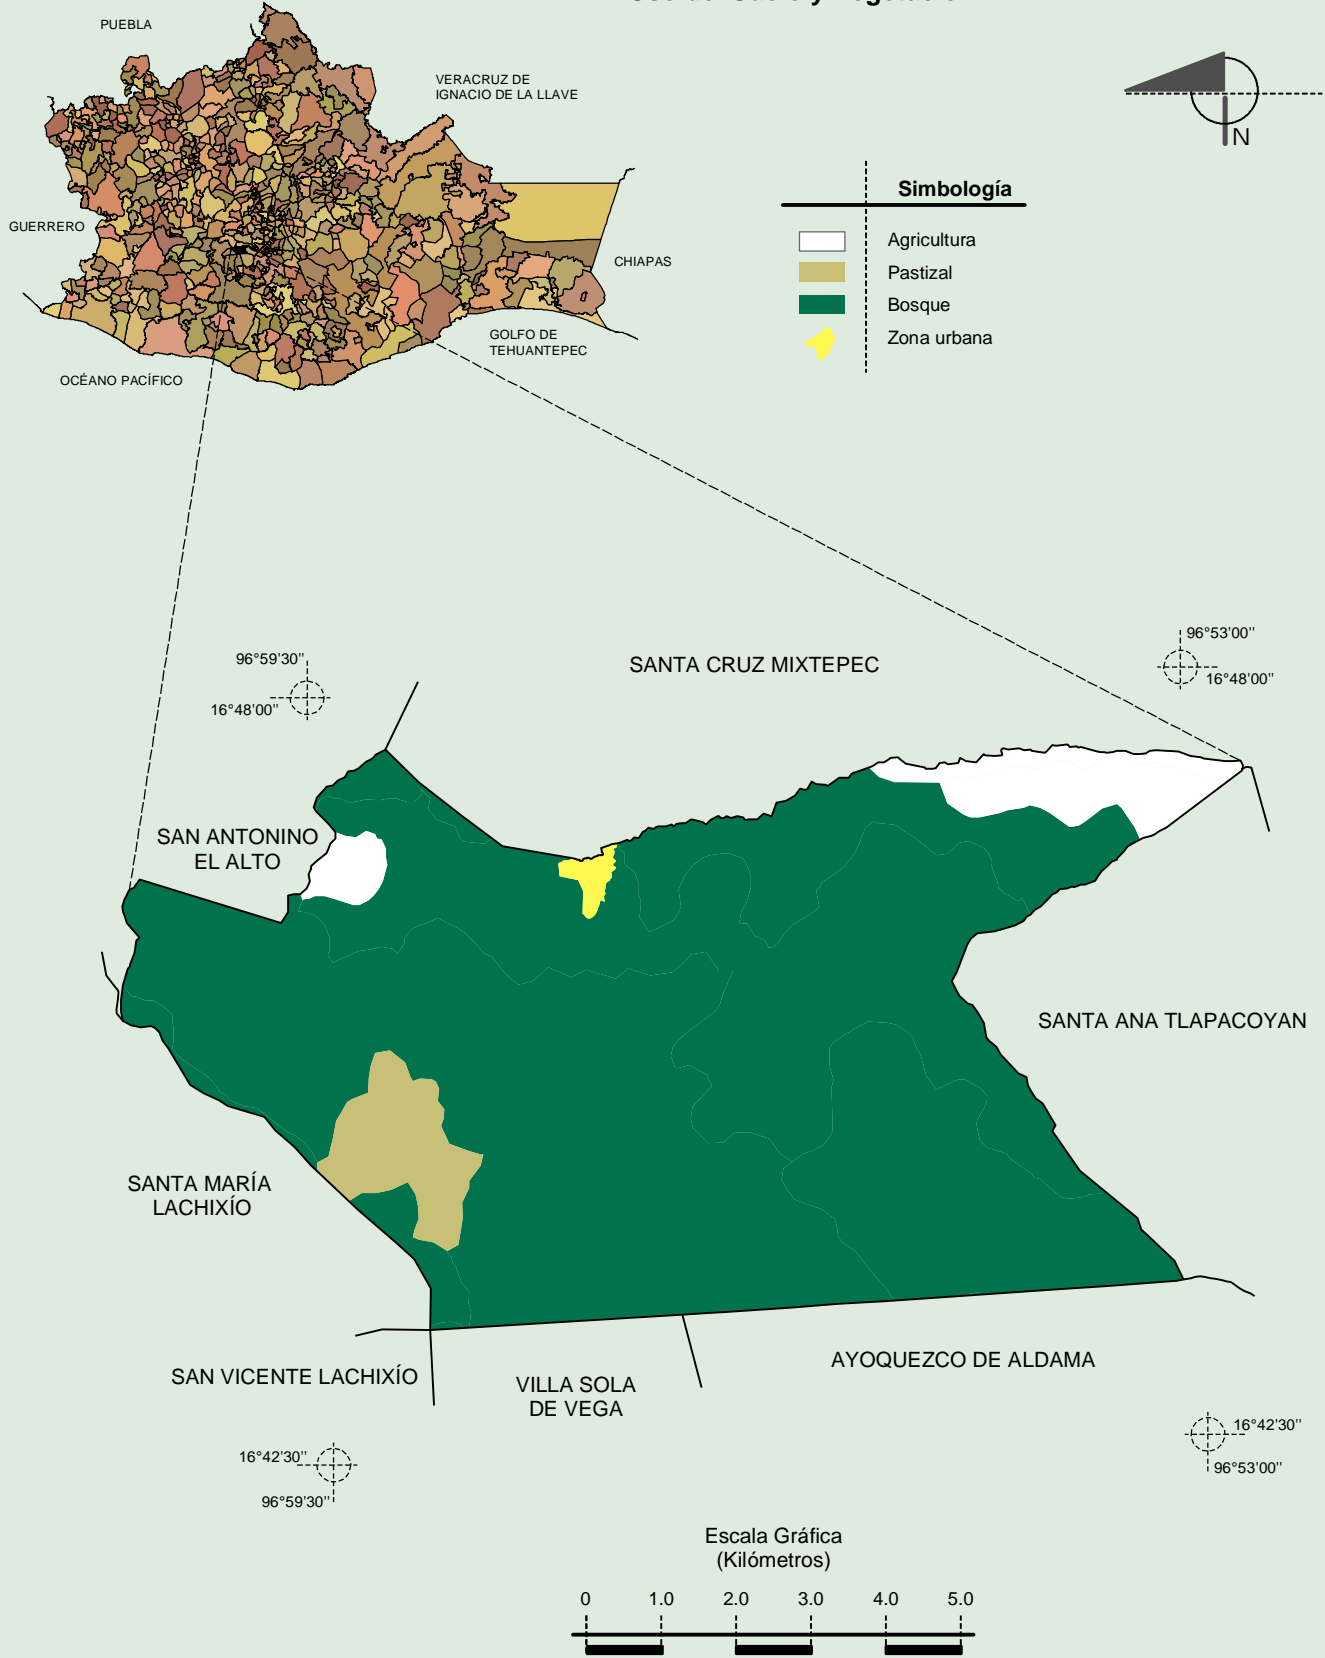 PUEBLA
VERACRUZ DE
IGNACIO DE LA LLAVE
N
Simbología
Agricultura
Pastizal
Bosque
Zona urbana
GUERRERO
CHIAPAS
GOLFO DE
TEHUANTEPEC
OCÉANO PACÍFICO
96°59'30''
16°48'00''
SANTA CRUZ MIXTEPEC
96°53'00''
16°48'00''
SAN ANTONINO
EL ALTO
SANTA ANA TLAPACOYAN
SANTA MARÍA
LACHIXÍO
SAN VICENTE LACHIXÍO
VILLA SOLA
DE VEGA
AYOQUEZCO DE ALDAMA
16°42'30''
96°59'30''
16°42'30''
96°53'00''
Escala Gráfica
(Kilómetros)
0 1.0 2.0 3.0 4.0 5.0